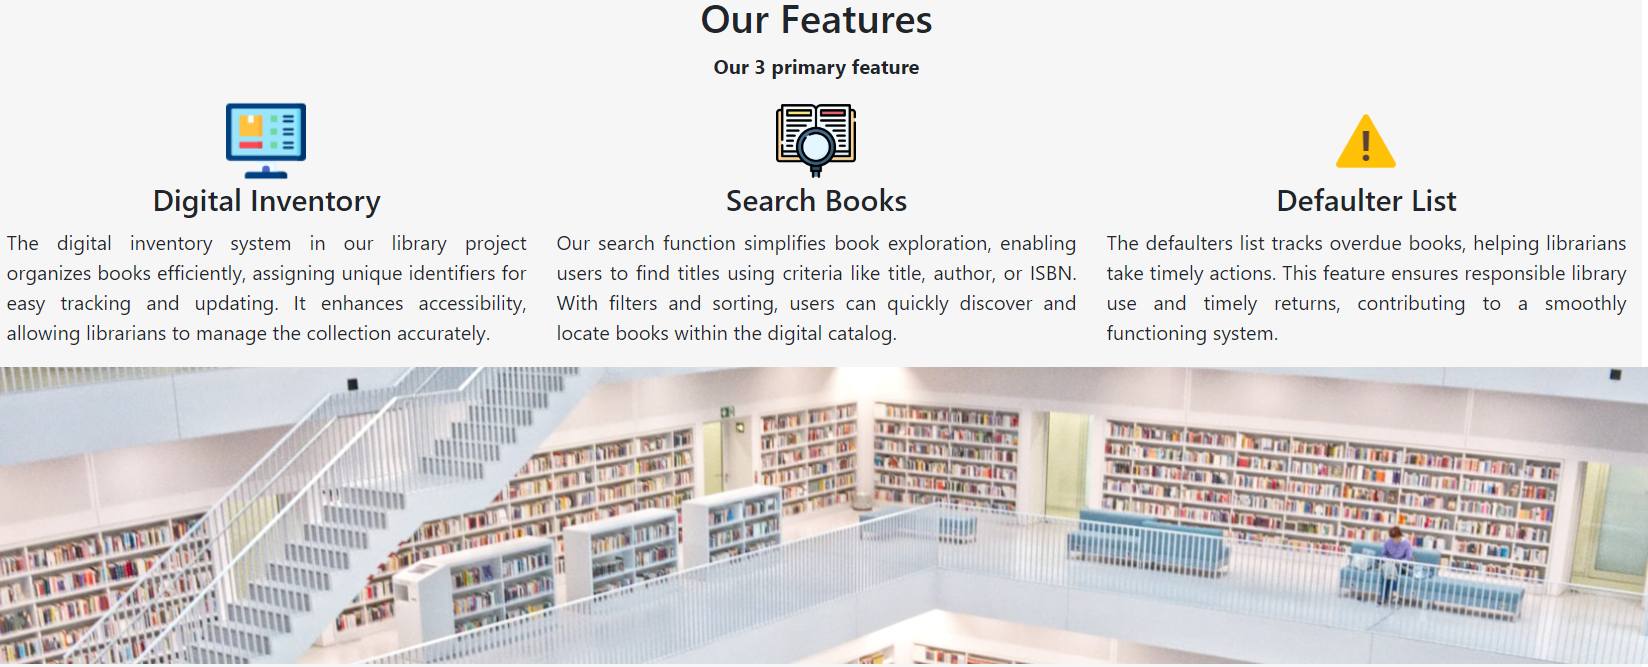 Our Features
Our 3 primary feature
Digital Inventory
The digital inventory system in our library project
organizes books efficiently, assigning unique identifiers for
easy tracking and updating. It enhances accessibility,
allowing librarians to manage the collection accurately.
Search Books
Our search function simplifies book exploration, enabling
users to find titles using criteria like title, author, or ISBN.
With filters and sorting, users can quickly discover and
locate books within the digital catalog.
Defaulter List
The defaulters list tracks overdue books, helping librarians
take timely actions. This feature ensures responsible library
use and timely returns, contributing to a smoothly
functioning system.